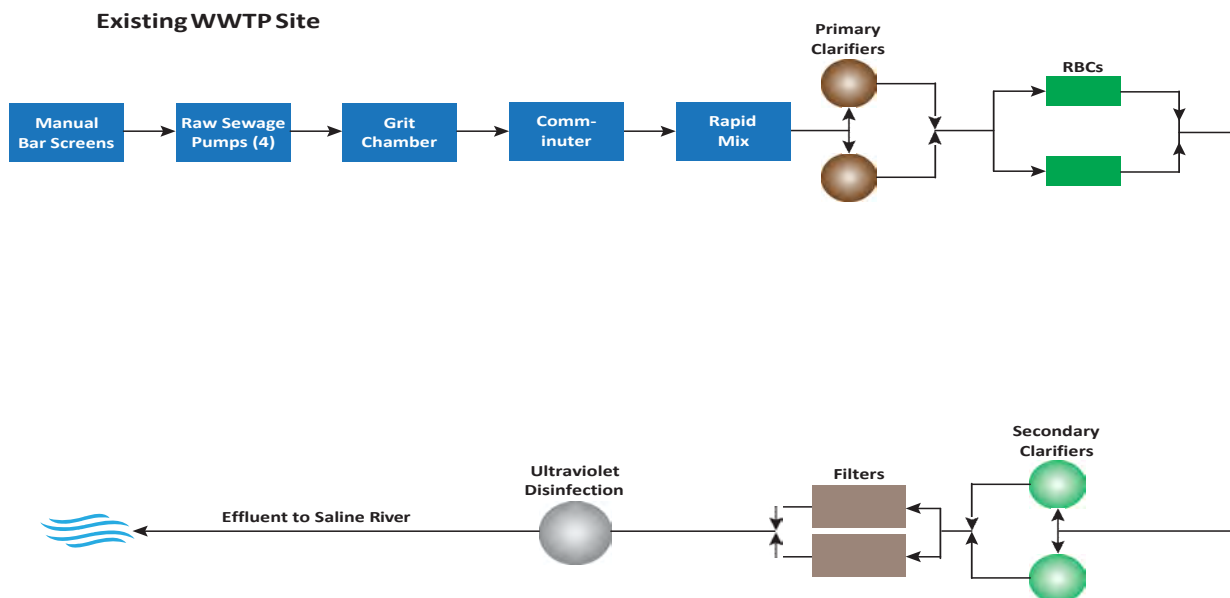 Existing WWTP Site
Primary
Clarifiers
RBCs
Manual
Bar Screens
Raw Sewage
Pumps (4)
Grit
Chamber
Comm-
inuter
Rapid
Mix
Secondary
Clarifiers
Ultraviolet
Disinfection
Filters
Effluent to Saline River